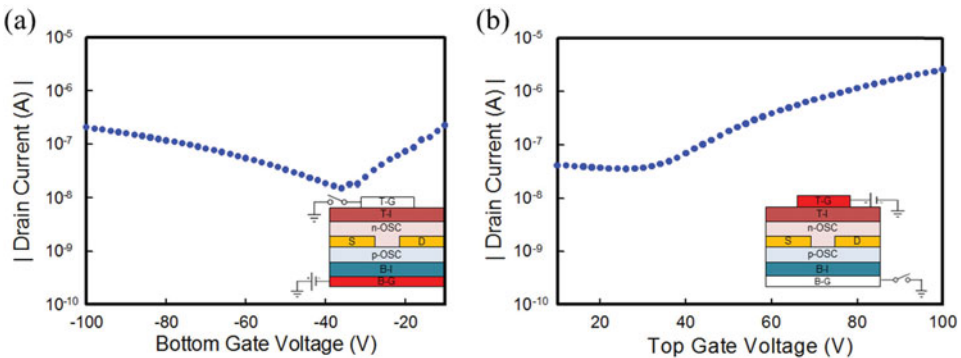 (a)
| Drain Current (A) |
10-5
10-6
10-7
10-8
10-9
10-10
T-G
T-I
n-OSC
S D
p-OSC
B-I
B-G
-100 -80 -60 -40 -20
Bottom Gate Voltage (V)
(b)
| Drain Current (A) |
10-5
10-6
10-7
10-8
10-9
10-10
T-G
T-I
n-OSC
S D
p-OSC
B-I
B-G
20 40 60 80 100
Top Gate Voltage (V)